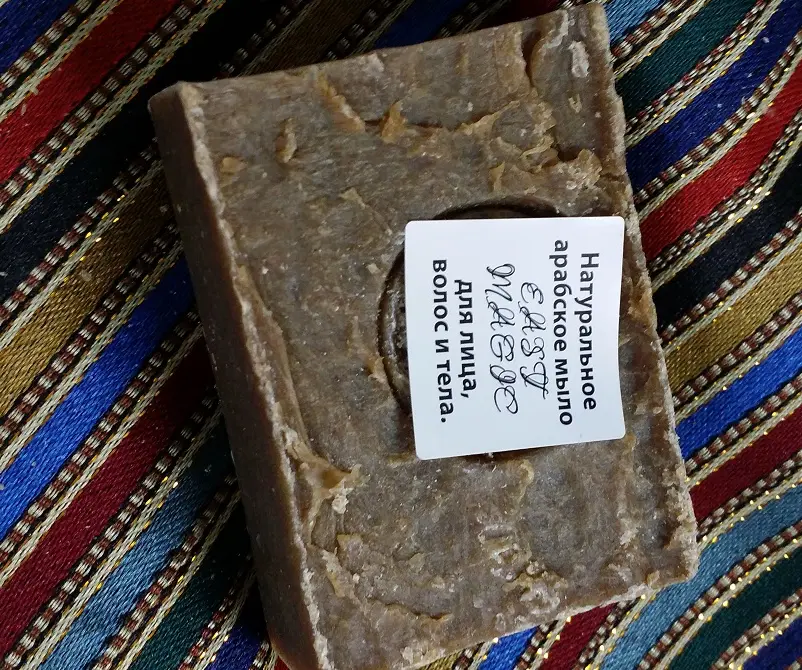 Натуральное
арабское мыло
EAST
MAGIC
для лица,
волос и тела.